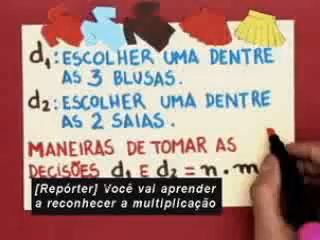 d1: ESCOLHER UMA DENTRE
AS 3 BLUSAS.
d2: ESCOLHER UMA DENTRE
AS 2 SAIAS.
MANEIRAS DE TOMAR AS
DECISÕES d1 E d2 = n · m
[Repórter] Você vai aprender
a reconhecer a multiplicação